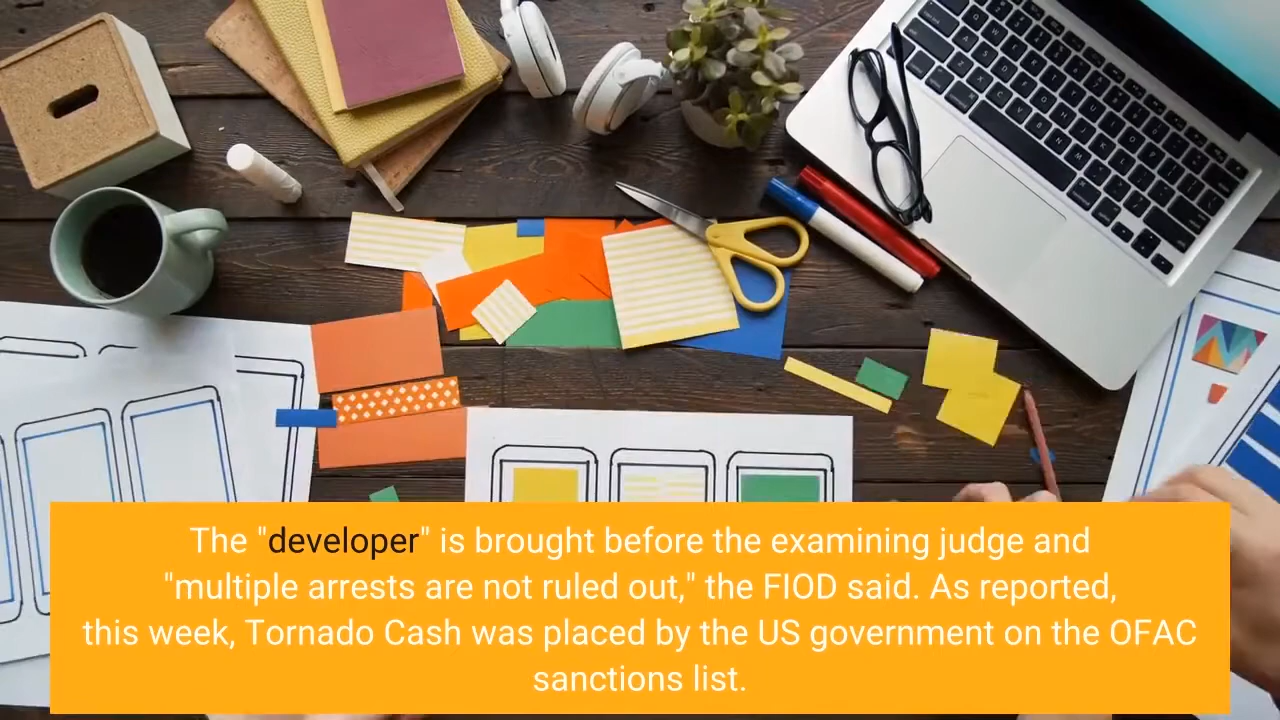 The "developer" is brought before the examining judge and
"multiple arrests are not ruled out," the FIOD said. As reported,
this week, Tornado Cash was placed by the US government on the OFAC
sanctions list.